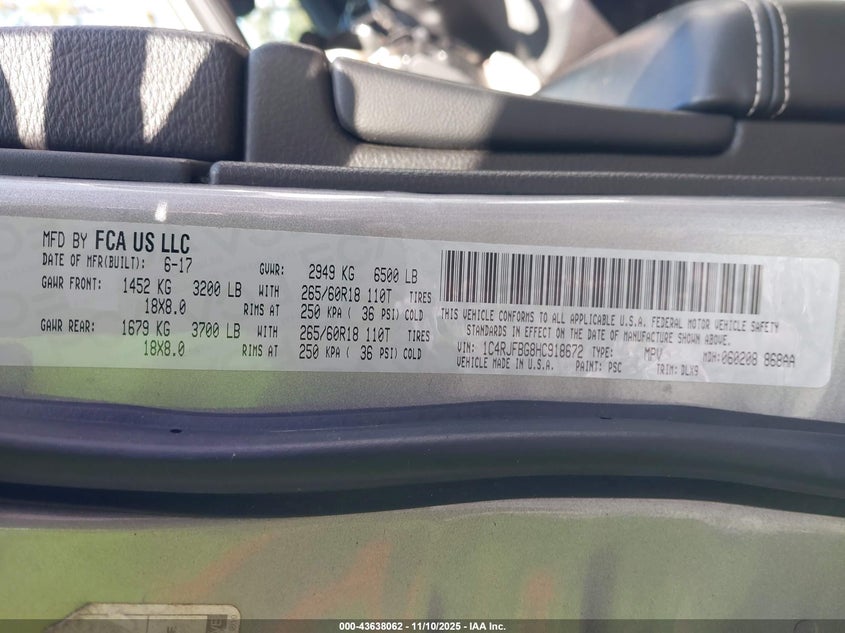 MFD BY FCA US LLC
DATE OF MFR(BUILT): 6-17 GVWR: 2949 KG 6500 LB
GAWR FRONT: 1452 KG 3200 LB WITH 265/60R18 110T TIRES
18X8.0 RIMS AT 250 KPA ( 36 PSI) COLD
GAWR REAR: 1679 KG 3700 LB WITH 265/60R18 110T TIRES
18X8.0 RIMS AT 250 KPA ( 36 PSI) COLD
THIS VEHICLE CONFORMS TO ALL APPLICABLE U.S.A. FEDERAL MOTOR VEHICLE SAFETY
STANDARDS IN EFFECT ON THE DATE OF MANUFACTURE SHOWN ABOVE.
VIN: 1C4RJFBG8HC918672 TYPE: MPV MDH: 060208 868AA
VEHICLE MADE IN U.S.A. PAINT: PSC TRIM: DLX9
000-43638062 - 11/10/2025 - IAA Inc.